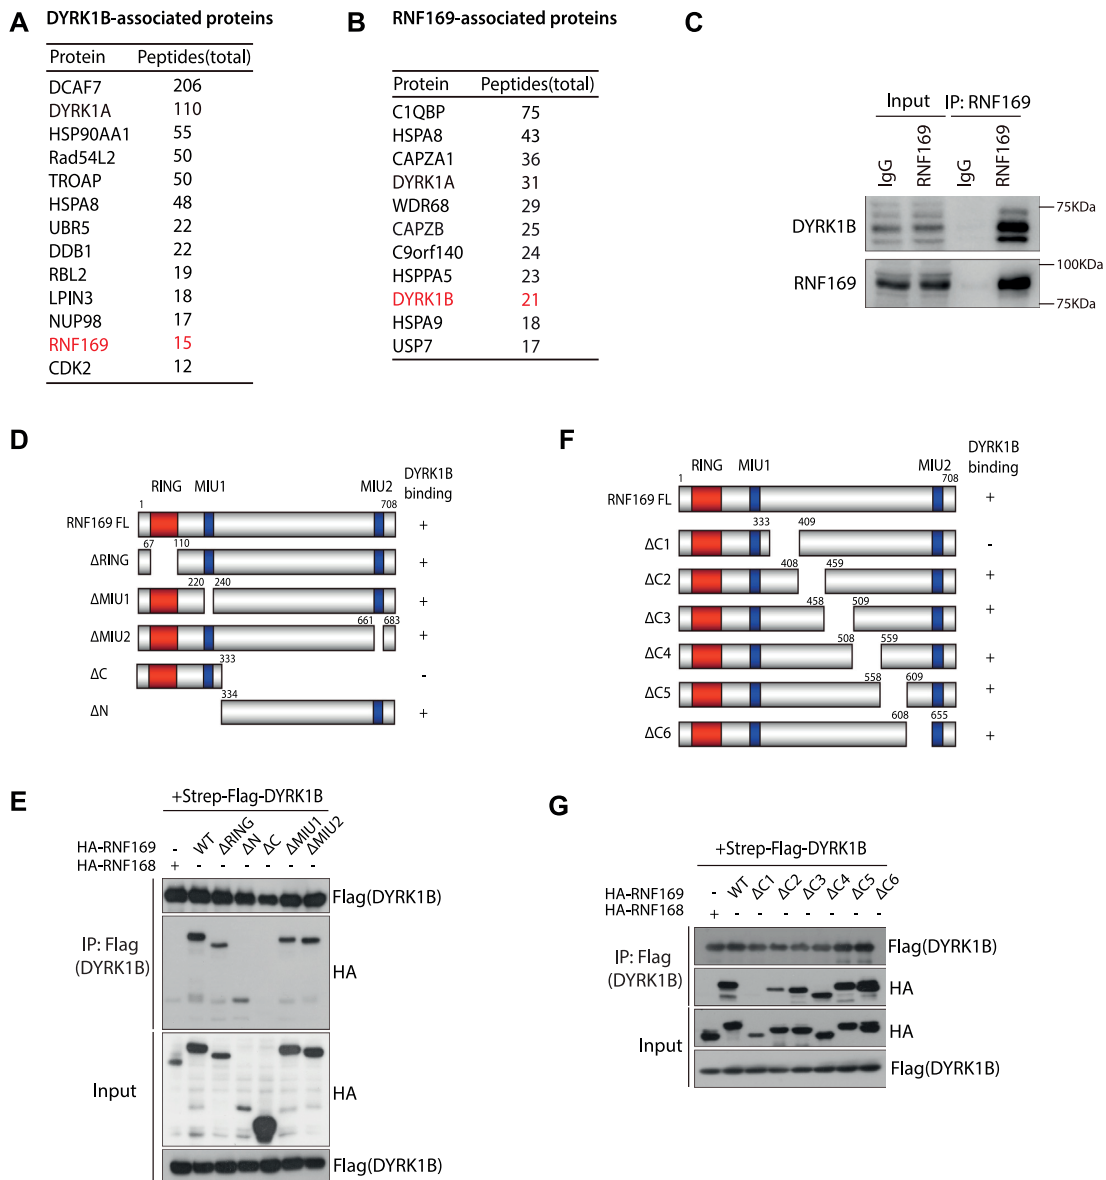 A
DYRK1B-associated proteins
Protein Peptides(total)
DCAF7 206
DYRK1A 110
HSP90AA1 55
Rad54L2 50
TROAP 50
HSPA8 48
UBR5 22
DDB1 22
RBL2 19
LPIN3 18
NUP98 17
RNF169 15
CDK2 12
B
RNF169-associated proteins
Protein Peptides(total)
C1QBP 75
HSPA8 43
CAPZA1 36
DYRK1A 31
WDR68 29
CAPZB 25
C9orf140 24
HSPPA5 23
DYRK1B 21
HSPA9 18
USP7 17
C
Input IP: RNF169
IgG RNF169 IgG RNF169
DYRK1B
75KDa
RNF169
100KDa
75KDa
D
RING MIU1 MIU2 DYRK1B binding
1 708
RNF169 FL +
67 110
ΔRING +
220 240
ΔMIU1 +
661 683
ΔMIU2 +
333
ΔC -
334
ΔN +
E
+Strep-Flag-DYRK1B
HA-RNF169 - WT ΔRING ΔN ΔC ΔMIU1 ΔMIU2
HA-RNF168 + - - - - - -
IP: Flag (DYRK1B)
Flag(DYRK1B)
HA
Input
HA
Flag(DYRK1B)
F
RING MIU1 MIU2 DYRK1B binding
1 708
RNF169 FL +
333 409
ΔC1 -
408 459
ΔC2 +
458 509
ΔC3 +
508 559
ΔC4 +
558 609
ΔC5 +
608 655
ΔC6 +
G
+Strep-Flag-DYRK1B
HA-RNF169 - WT ΔC1 ΔC2 ΔC3 ΔC4 ΔC5 ΔC6
HA-RNF168 + - - - - - - -
IP: Flag (DYRK1B)
Flag(DYRK1B)
HA
Input
HA
Flag(DYRK1B)